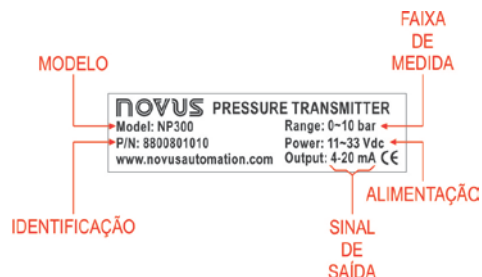 FAIXA
DE
MEDIDA
MODELO
novus PRESSURE TRANSMITTER
Model: NP300 Range: 0~10 bar
P/N: 8800801010 Power: 11~33 Vdc
www.novusautomation.com Output: 4-20 mA CE
ALIMENTAÇÃO
IDENTIFICAÇÃO
SINAL
DE
SAÍDA